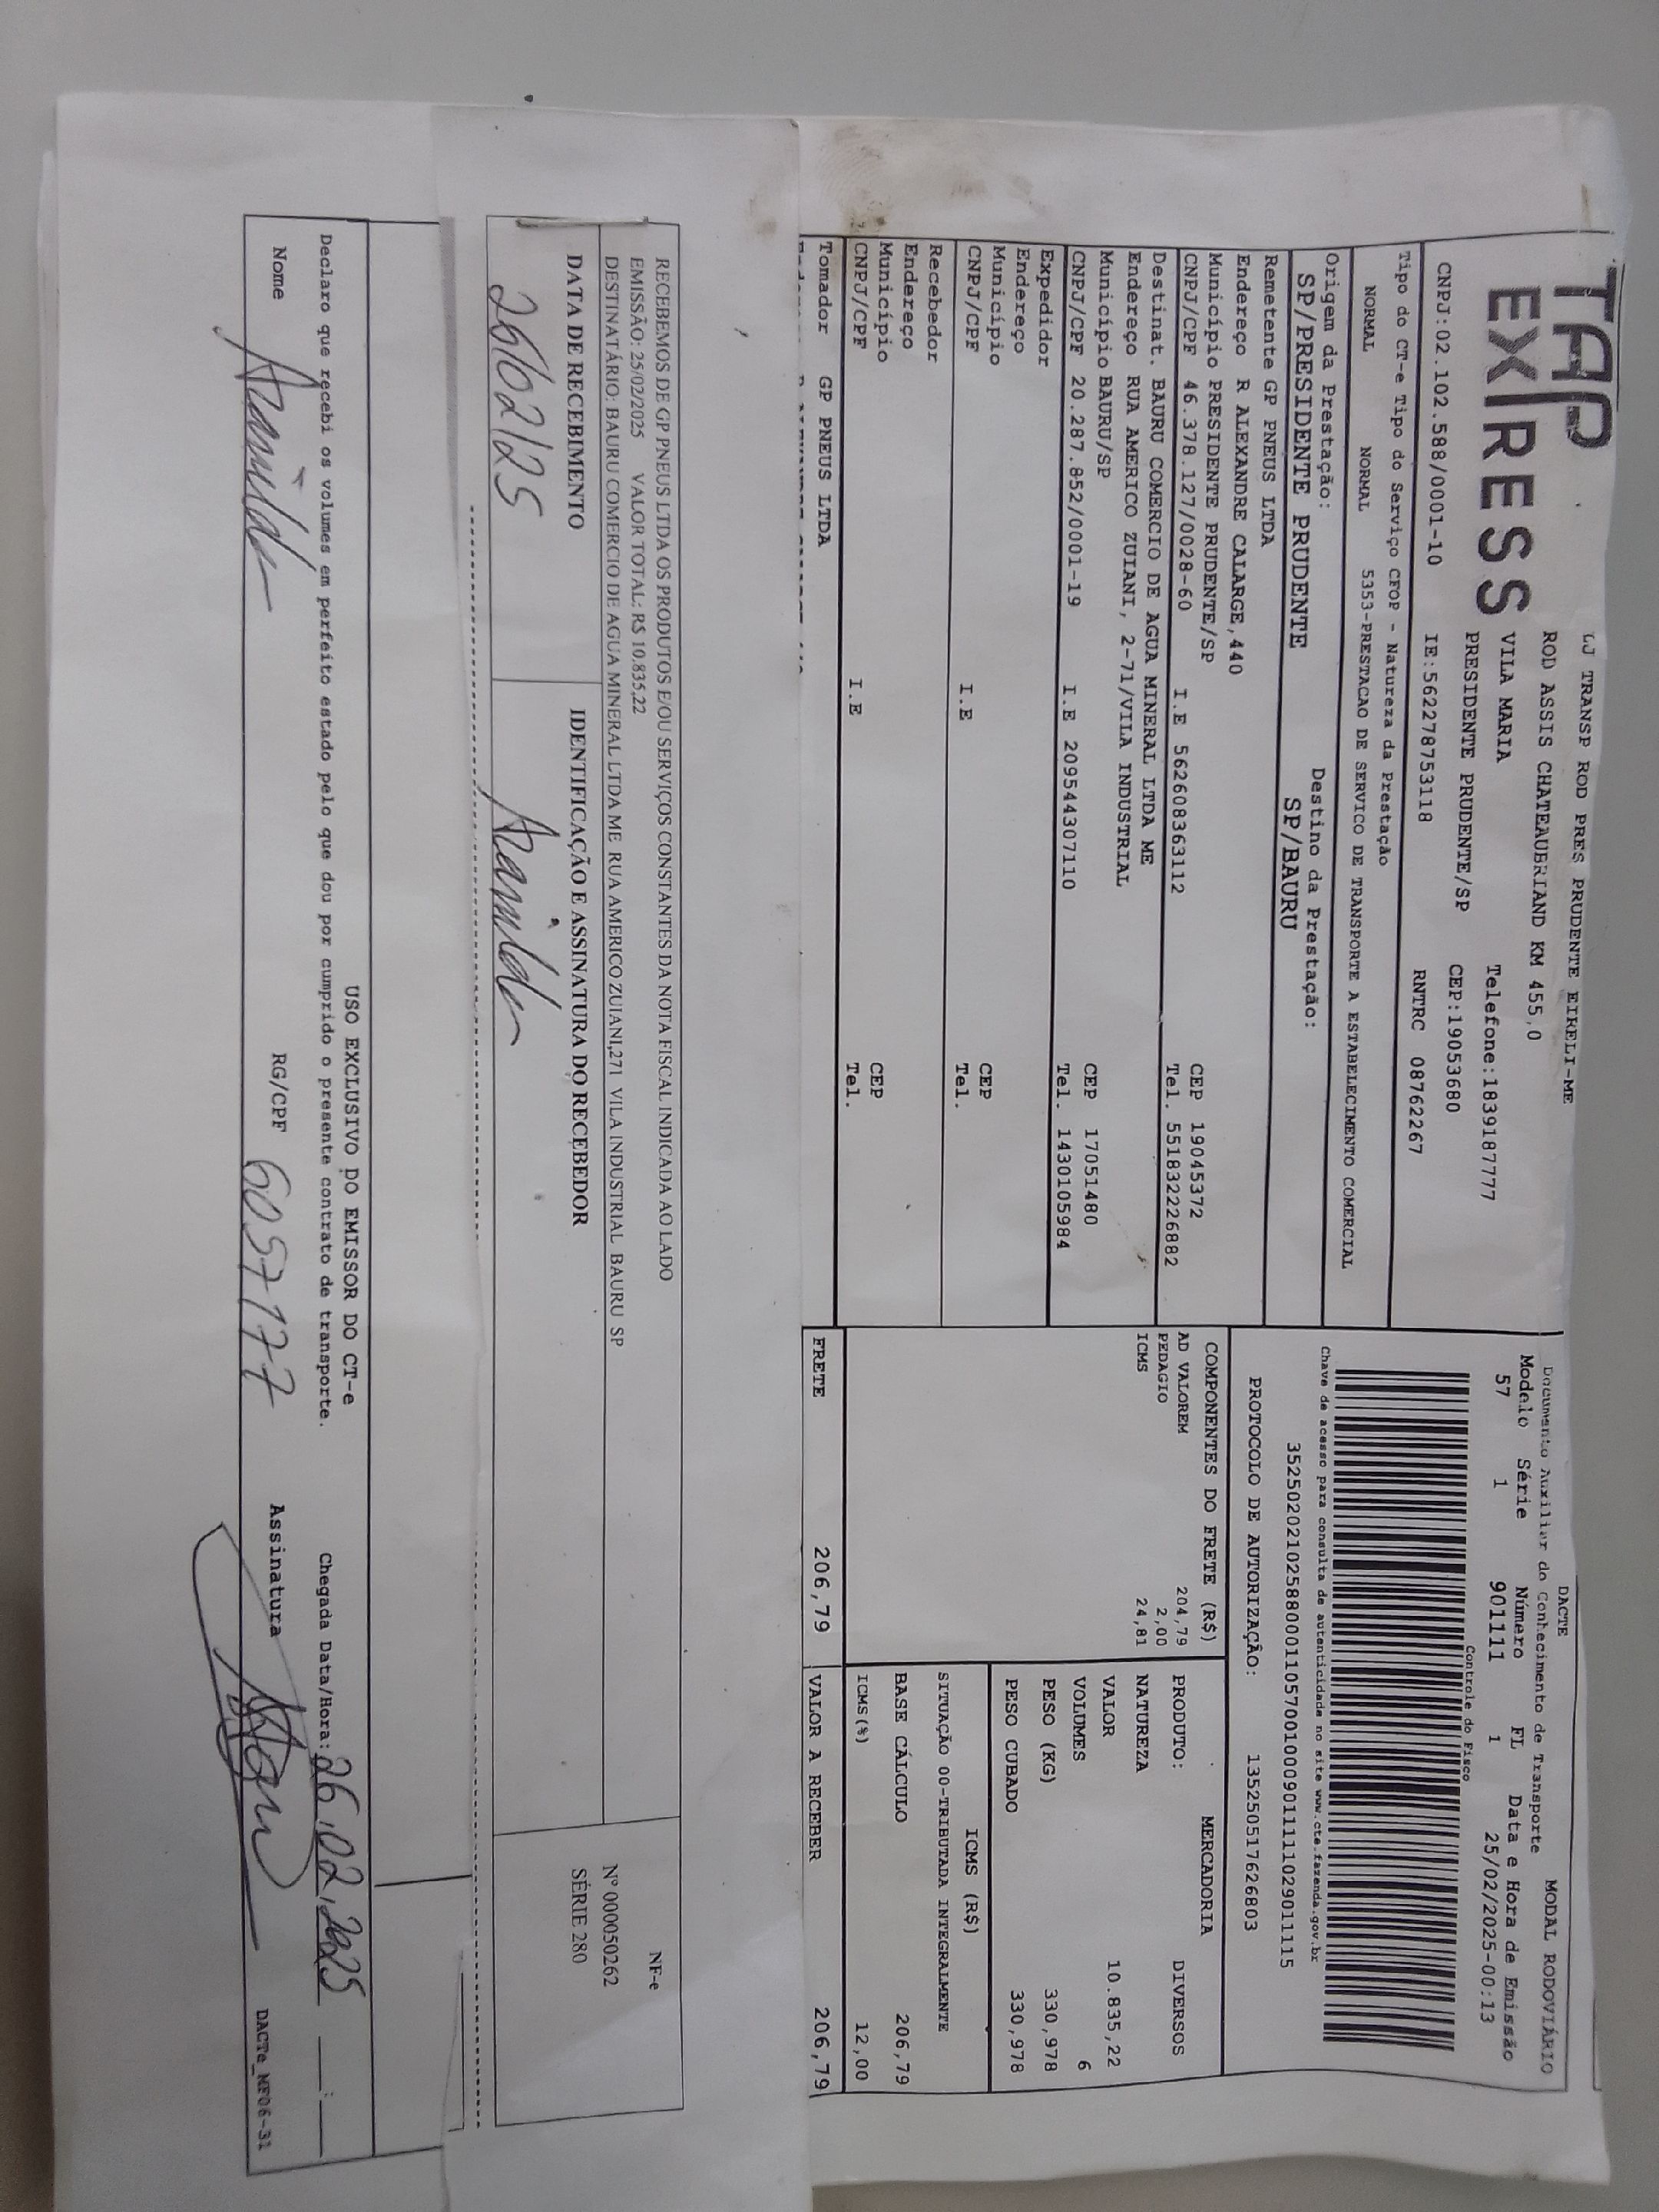 TAP
EXPRESS
LJ TRANSP ROD PRES PRUDENTE EIRELI-ME
ROD ASSIS CHATEAUBRIAND KM 455,0
VILA MARIA Telefone:1839187777
PRESIDENTE PRUDENTE/SP CEP:19053680
CNPJ:02.102.588/0001-10 IE:562278753118 RNTRC 08762267
Tipo do CT-e Tipo do Serviço CFOP - Natureza da Prestação
NORMAL NORMAL 5353-PRESTACAO DE SERVICO DE TRANSPORTE A ESTABELECIMENTO COMERCIAL
Origem da Prestação: Destino da Prestação:
SP/PRESIDENTE PRUDENTE SP/BAURU
Remetente GP PNEUS LTDA
Endereço R ALEXANDRE CALARGE,440
Município PRESIDENTE PRUDENTE/SP CEP 19045372
CNPJ/CPF 46.378.127/0028-60 I.E 562608363112 Tel. 551832226882
Destinat. BAURU COMERCIO DE AGUA MINERAL LTDA ME
Endereço RUA AMERICO ZUIANI, 2-71/VILA INDUSTRIAL
Município BAURU/SP CEP 17051480
CNPJ/CPF 20.287.852/0001-19 I.E 209544307110 Tel. 1430105984
Expedidor
Endereço
Município CEP
CNPJ/CPF I.E Tel.
Recebedor
Endereço
Município CEP
CNPJ/CPF I.E Tel.
Tomador GP PNEUS LTDA
DACTE MODAL RODOVIÁRIO
Documento Auxiliar do Conhecimento de Transporte
Modelo Série Número FL Data e Hora de Emissão
57 1 901111 1 25/02/2025-00:13
Controle do Fisco
Chave de acesso para consulta de autenticidade no site www.cte.fazenda.gov.br
35250202102588000110570010009011111029011115
PROTOCOLO DE AUTORIZAÇÃO: 135250517626803
COMPONENTES DO FRETE (R$)
AD VALOREM 204,79
PEDAGIO 2,00
ICMS 24,81
MERCADORIA
PRODUTO: DIVERSOS
NATUREZA
VALOR 10.835,22
VOLUMES 6
PESO (KG) 330,978
PESO CUBADO 330,978
ICMS (R$)
SITUAÇÃO 00-TRIBUTADA INTEGRALMENTE
BASE CÁLCULO 206,79
ICMS(%) 12,00
FRETE 206,79 VALOR A RECEBER 206,79
RECEBEMOS DE GP PNEUS LTDA OS PRODUTOS E/OU SERVIÇOS CONSTANTES DA NOTA FISCAL INDICADA AO LADO
EMISSÃO: 25/02/2025 VALOR TOTAL: R$ 10.835,22
DESTINATÁRIO: BAURU COMERCIO DE AGUA MINERAL LTDA ME RUA AMERICO ZUIANI,271 VILA INDUSTRIAL BAURU SP
DATA DE RECEBIMENTO IDENTIFICAÇÃO E ASSINATURA DO RECEBEDOR
26/02/25
NF-e
Nº 000050262
SÉRIE 280
USO EXCLUSIVO DO EMISSOR DO CT-e
Declaro que recebi os volumes em perfeito estado pelo que dou por cumprido o presente contrato de transporte. Chegada Data/Hora: 26.02.2025
Nome RG/CPF 6057177 Assinatura
DACTe_MF06-31